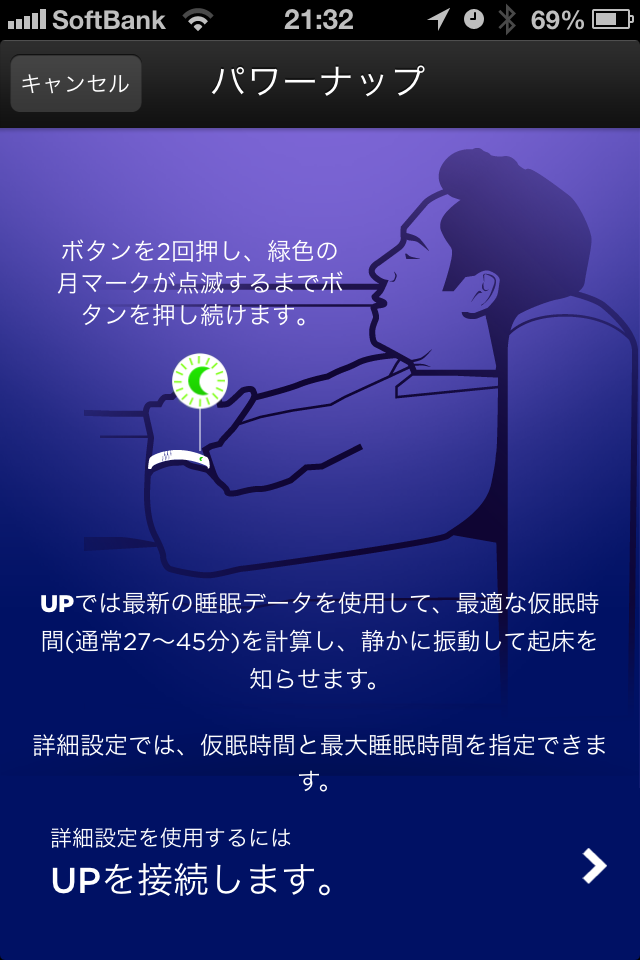 SoftBank 21:32 69%
キャンセル パワーナップ
ボタンを2回押し、緑色の
月マークが点滅するまでボ
タンを押し続けます。
UPでは最新の睡眠データを使用して、最適な仮眠時
間(通常27〜45分)を計算し、静かに振動して起床を
知らせます。
詳細設定では、仮眠時間と最大睡眠時間を指定できま
す。
詳細設定を使用するには
UPを接続します。